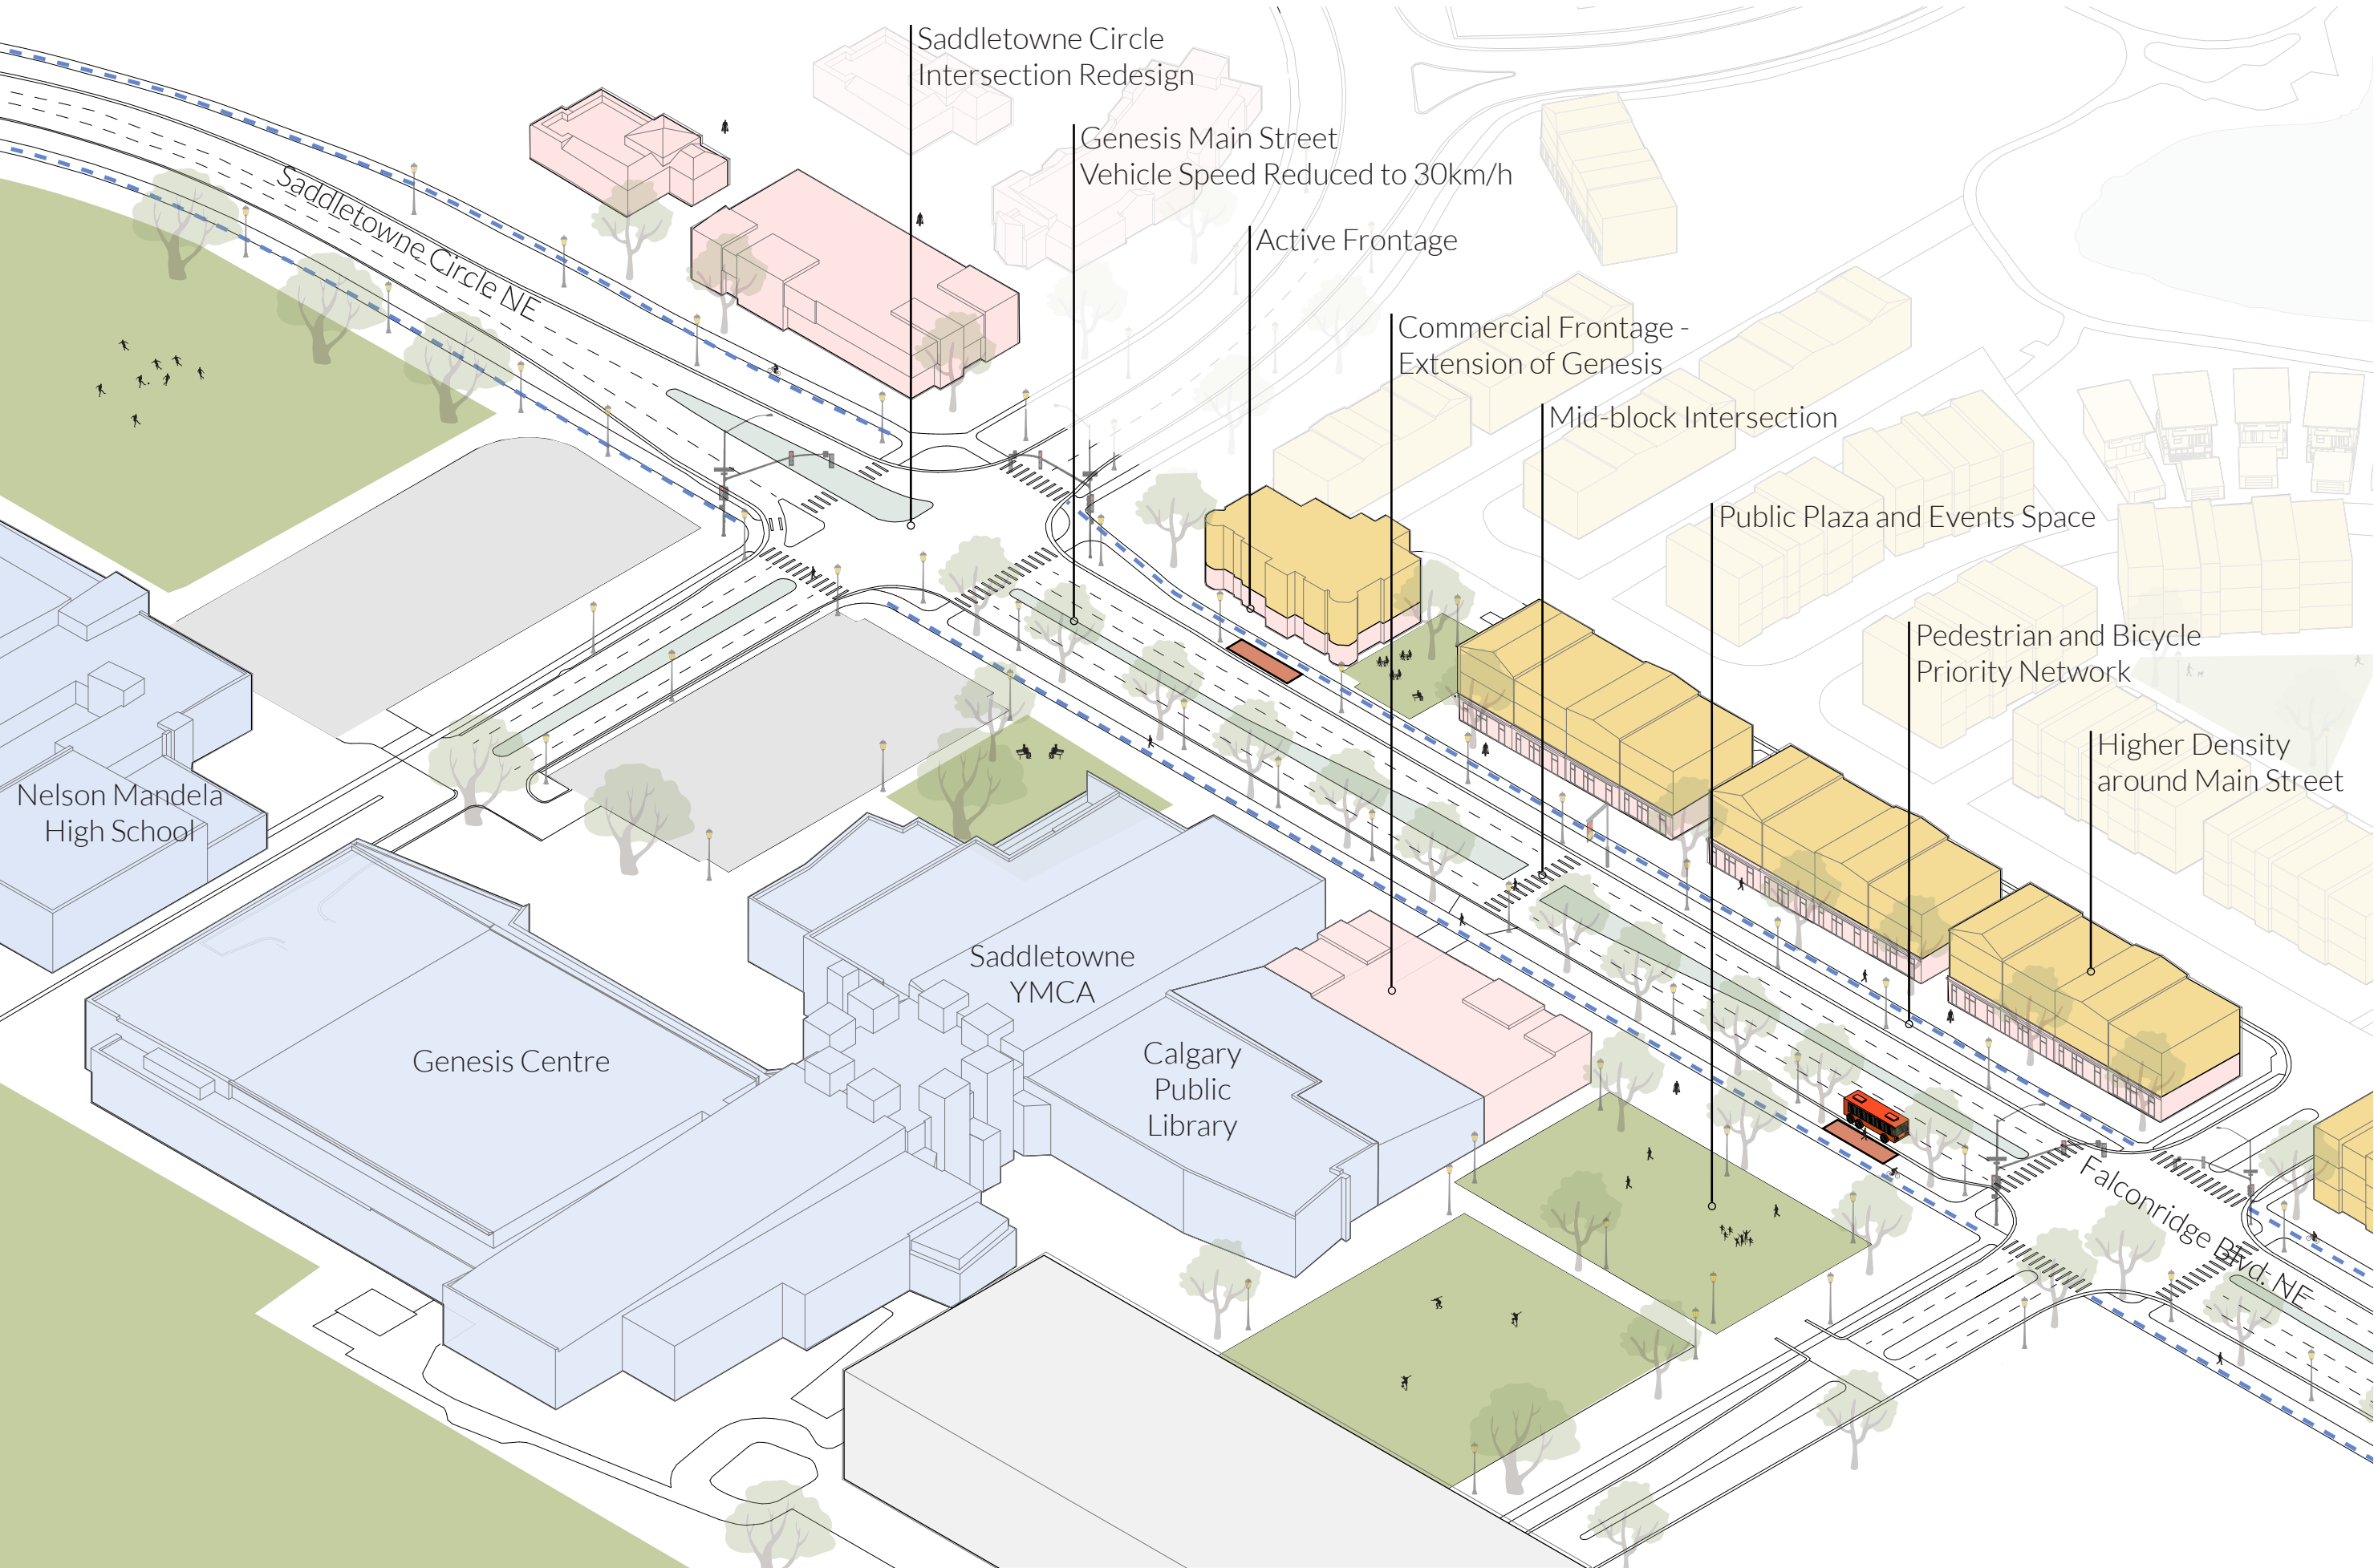 Saddletowne Circle
Intersection Redesign
Genesis Main Street
Vehicle Speed Reduced to 30km/h
Active Frontage
Commercial Frontage -
Extension of Genesis
Mid-block Intersection
Public Plaza and Events Space
Pedestrian and Bicycle
Priority Network
Higher Density
around Main Street
Saddletowne Circle NE
Nelson Mandela
High School
Genesis Centre
Saddletowne
YMCA
Calgary
Public
Library
Falconridge Blvd. NE